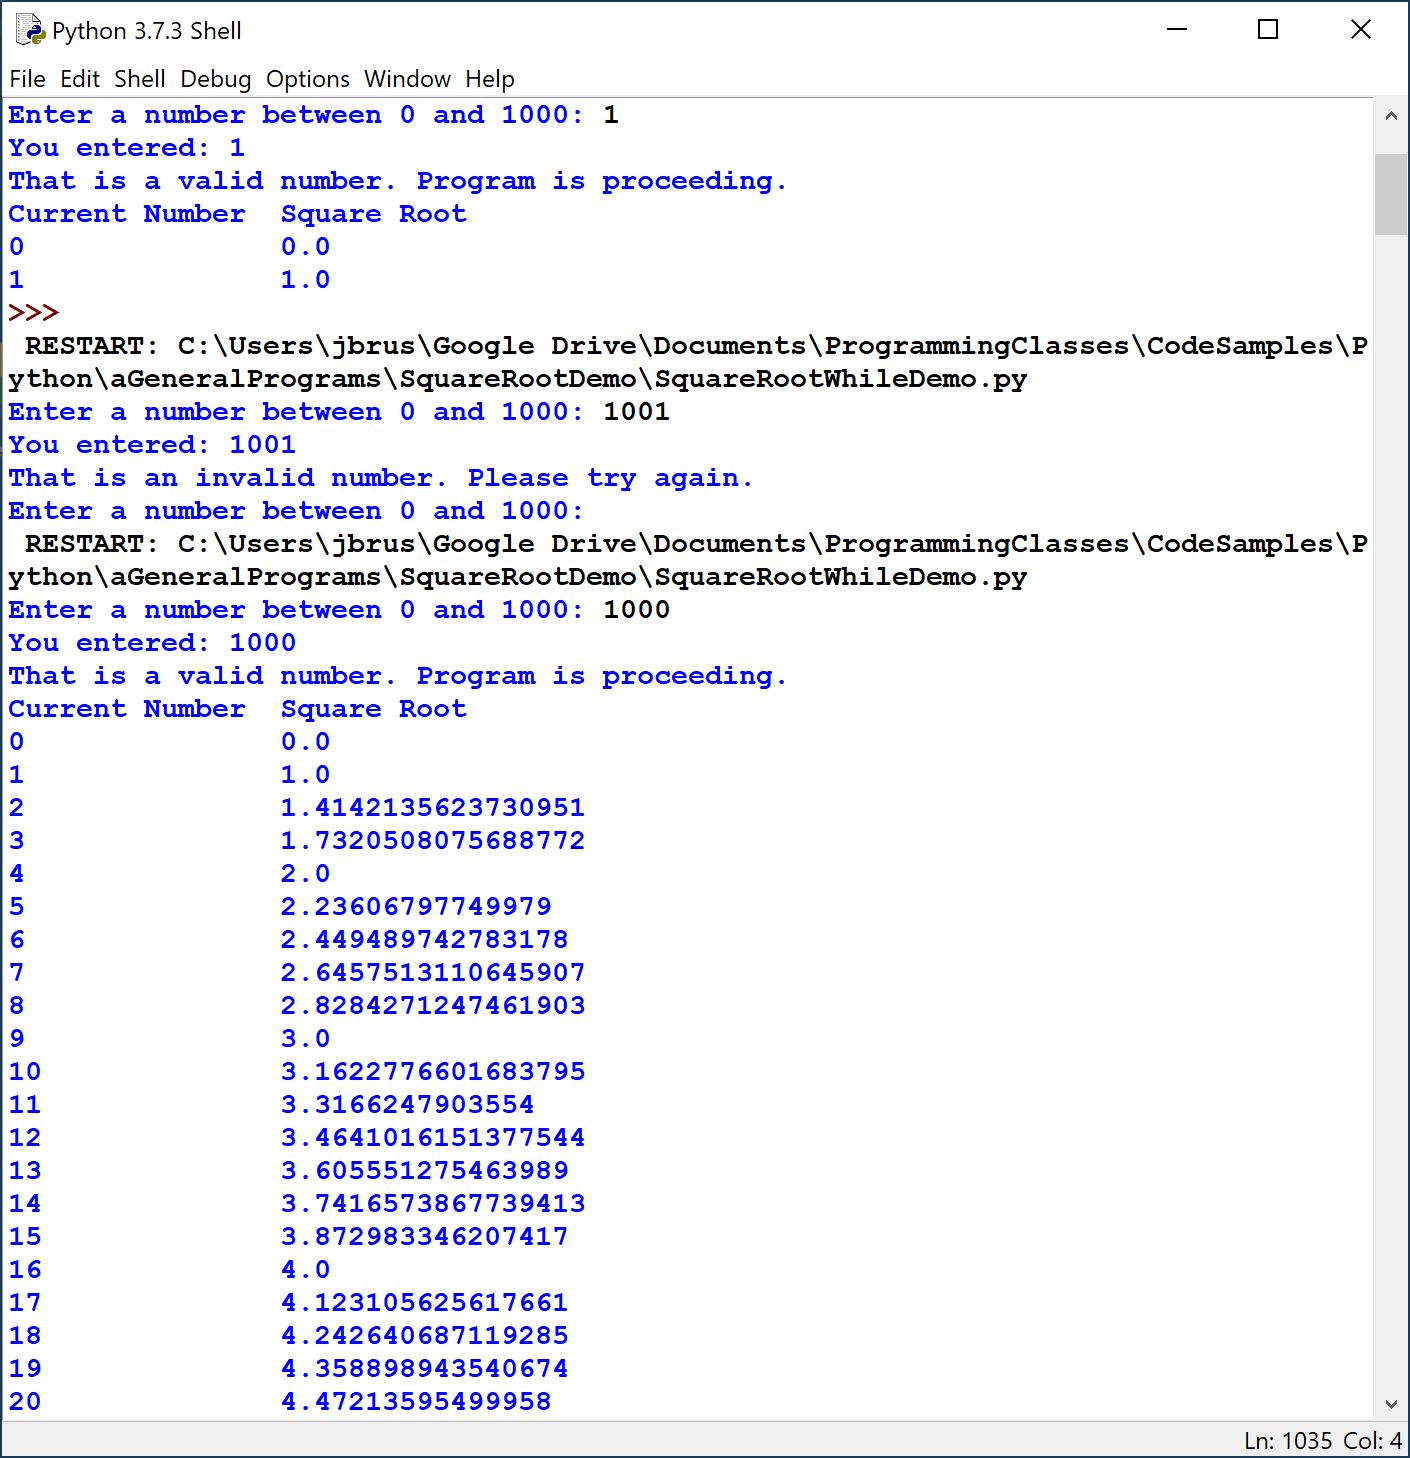 Python 3.7.3 Shell
File Edit Shell Debug Options Window Help
Enter a number between 0 and 1000: 1
You entered: 1
That is a valid number. Program is proceeding.
Current Number  Square Root
0                0.0
1                1.0
>>>
 RESTART: C:\Users\jbrus\Google Drive\Documents\ProgrammingClasses\CodeSamples\P
ython\aGeneralPrograms\SquareRootDemo\SquareRootWhileDemo.py
Enter a number between 0 and 1000: 1001
You entered: 1001
That is an invalid number. Please try again.
Enter a number between 0 and 1000:
 RESTART: C:\Users\jbrus\Google Drive\Documents\ProgrammingClasses\CodeSamples\P
ython\aGeneralPrograms\SquareRootDemo\SquareRootWhileDemo.py
Enter a number between 0 and 1000: 1000
You entered: 1000
That is a valid number. Program is proceeding.
Current Number  Square Root
0                0.0
1                1.0
2                1.4142135623730951
3                1.7320508075688772
4                2.0
5                2.23606797749979
6                2.449489742783178
7                2.6457513110645907
8                2.8284271247461903
9                3.0
10               3.1622776601683795
11               3.3166247903554
12               3.4641016151377544
13               3.605551275463989
14               3.7416573867739413
15               3.872983346207417
16               4.0
17               4.123105625617661
18               4.242640687119285
19               4.358898943540674
20               4.47213595499958
Ln: 1035 Col: 4